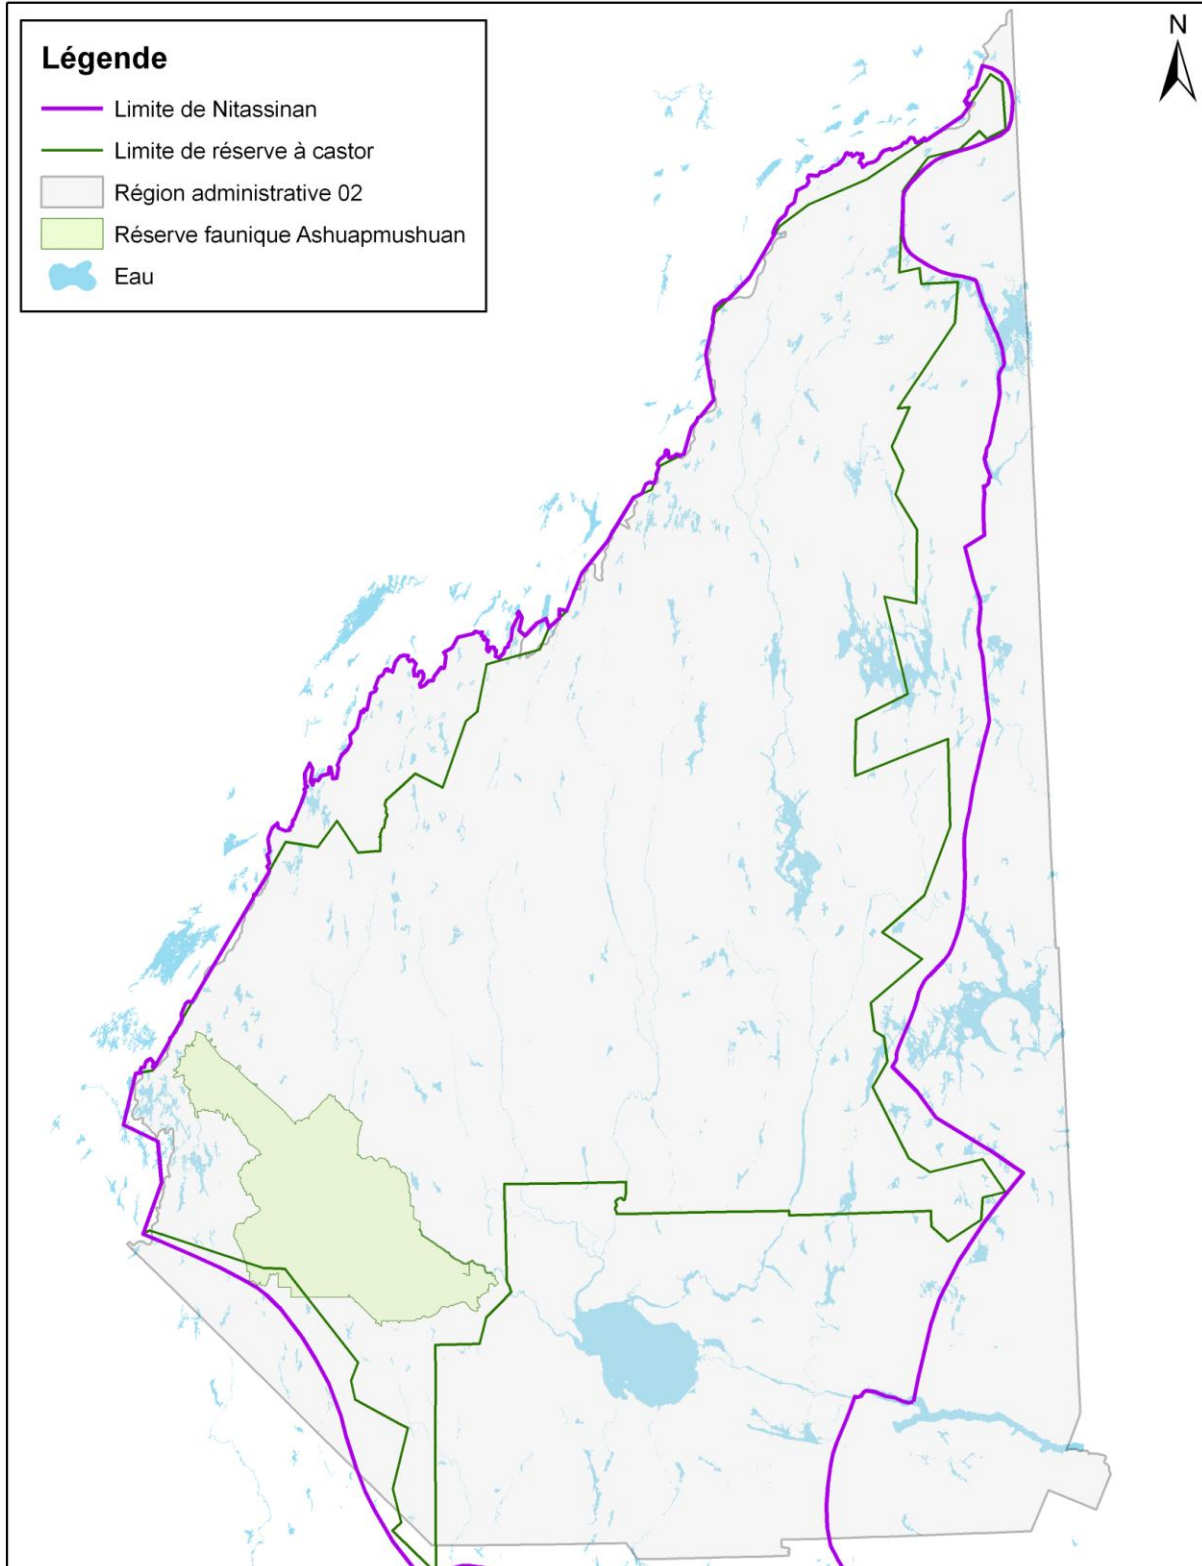 N
Légende
Limite de Nitassinan
Limite de réserve à castor
Région administrative 02
Réserve faunique Ashuapmushuan
Eau